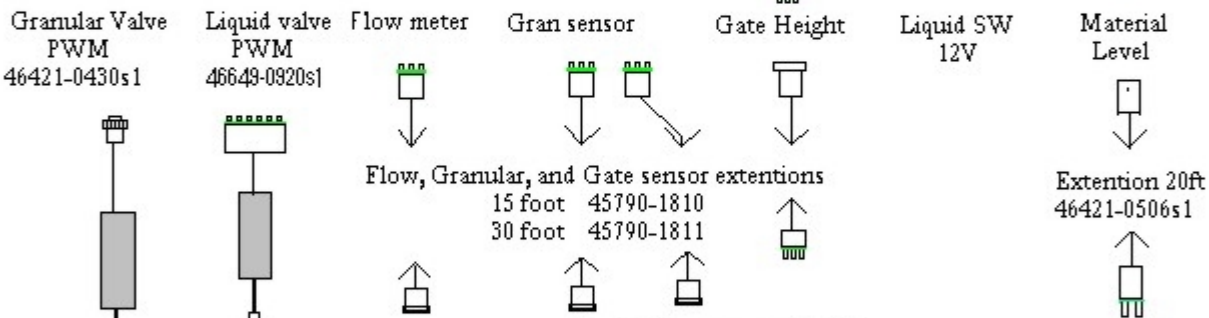 Granular Valve
PWM
46421-0430s1
Liquid valve
PWM
46649-0920s1
Flow meter
Gran sensor
Gate Height
Liquid SW
12V
Material
Level
Flow, Granular, and Gate sensor extentions
15 foot 45790-1810
30 foot 45790-1811
Extention 20ft
46421-0506s1